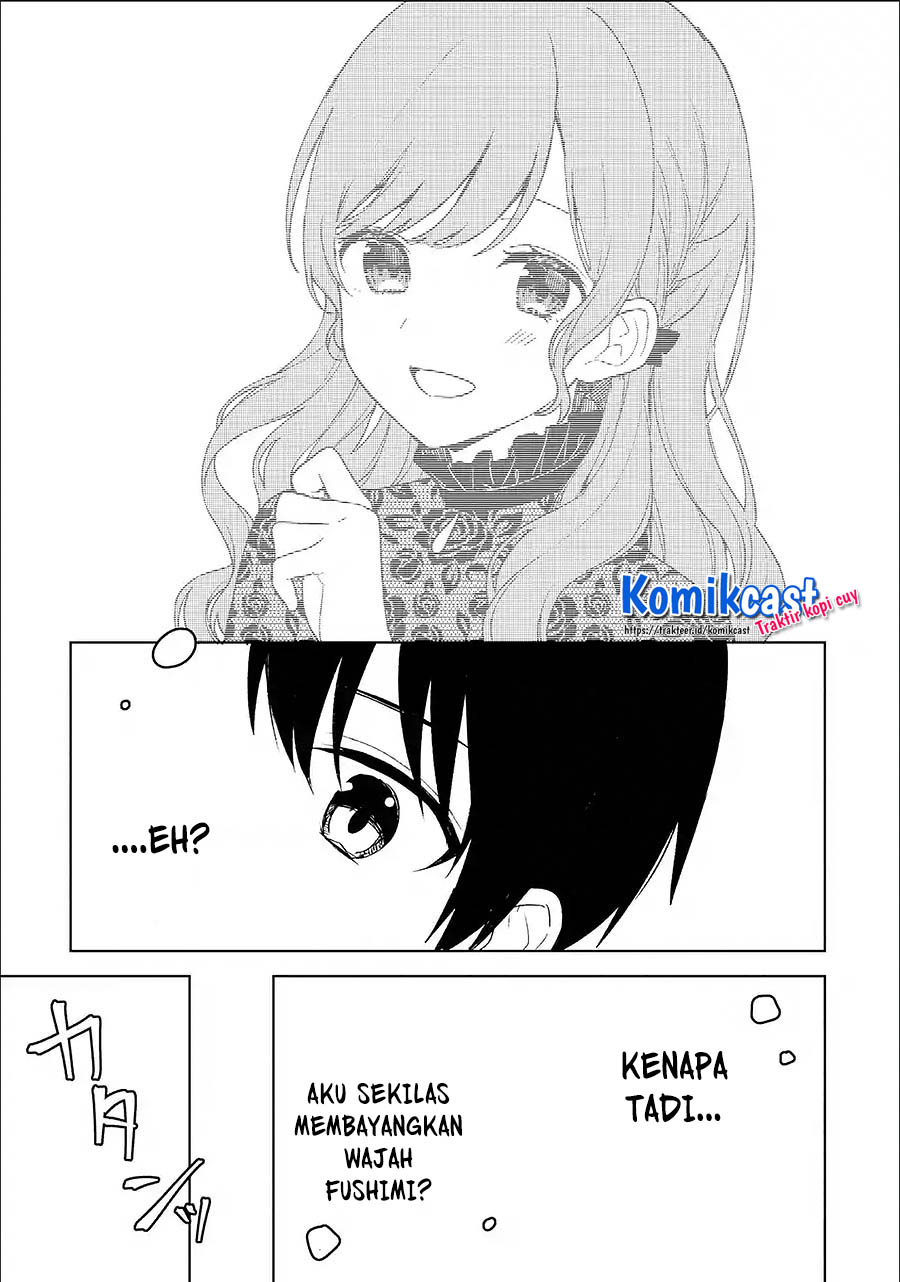 Komikcast
https://trakteer.id/komikcast
Traktir kopi cuy
....EH?
KENAPA
TADI...
AKU SEKILAS
MEMBAYANGKAN
WAJAH
FUSHIMI?
カタンッ